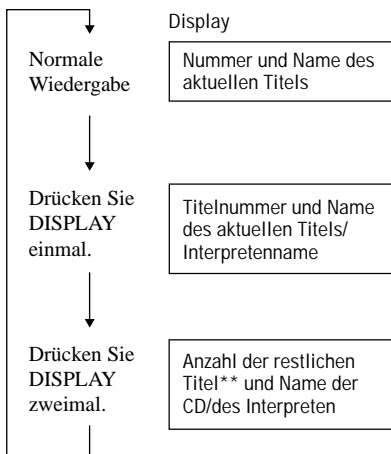 Display
Normale
Wiedergabe
Nummer und Name des
aktuellen Titels
Drücken Sie
DISPLAY
einmal.
Titelnummer und Name
des aktuellen Titels/
Interpretenname
Drücken Sie
DISPLAY
zweimal.
Anzahl der restlichen
Titel** und Name der
CD/des Interpreten